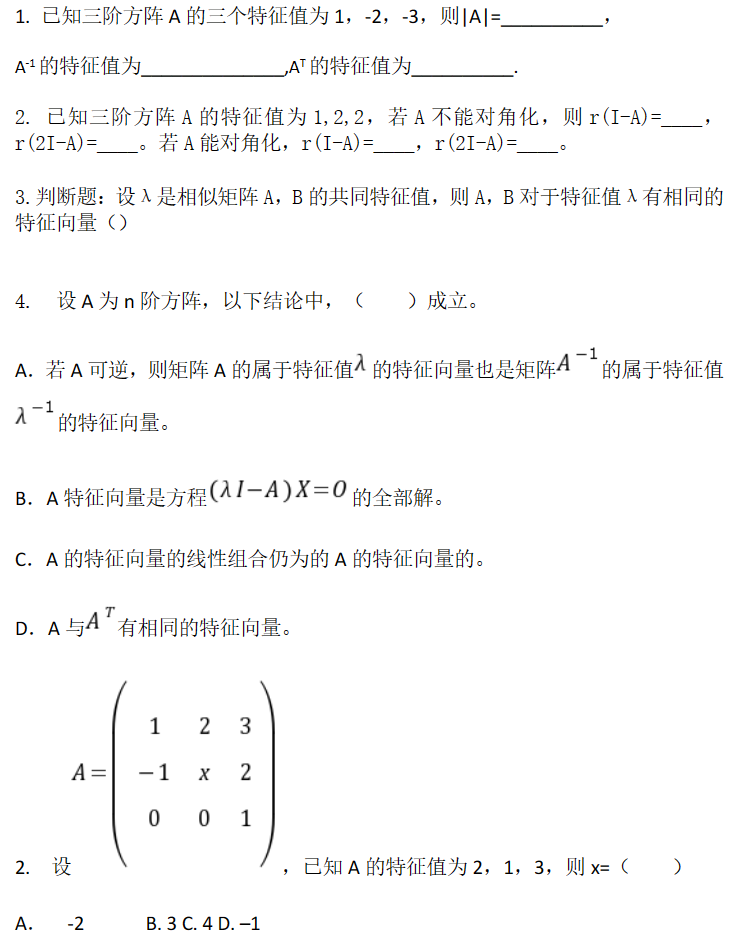 1. 已知三阶方阵 A 的三个特征值为 1，-2，-3，则|A|=__________，
A⁻¹ 的特征值为______________,Aᵀ 的特征值为__________.
2. 已知三阶方阵 A 的特征值为 1,2,2，若 A 不能对角化，则 r(I-A)=____，
r(2I-A)=____。若 A 能对角化，r(I-A)=____，r(2I-A)=____。
3. 判断题：设 λ 是相似矩阵 A，B 的共同特征值，则 A，B 对于特征值 λ 有相同的
特征向量（）
4. 设 A 为 n 阶方阵，以下结论中，（ ）成立。
A．若 A 可逆，则矩阵 A 的属于特征值 λ 的特征向量也是矩阵 A⁻¹ 的属于特征值
λ⁻¹ 的特征向量。
B．A 特征向量是方程 (λI−A)X=O 的全部解。
C．A 的特征向量的线性组合仍为的 A 的特征向量的。
D．A 与 Aᵀ 有相同的特征向量。
1 2 3
A= −1 x 2
0 0 1
2. 设 ，已知 A 的特征值为 2，1，3，则 x=（ ）
A. -2 B. 3 C. 4 D. –1